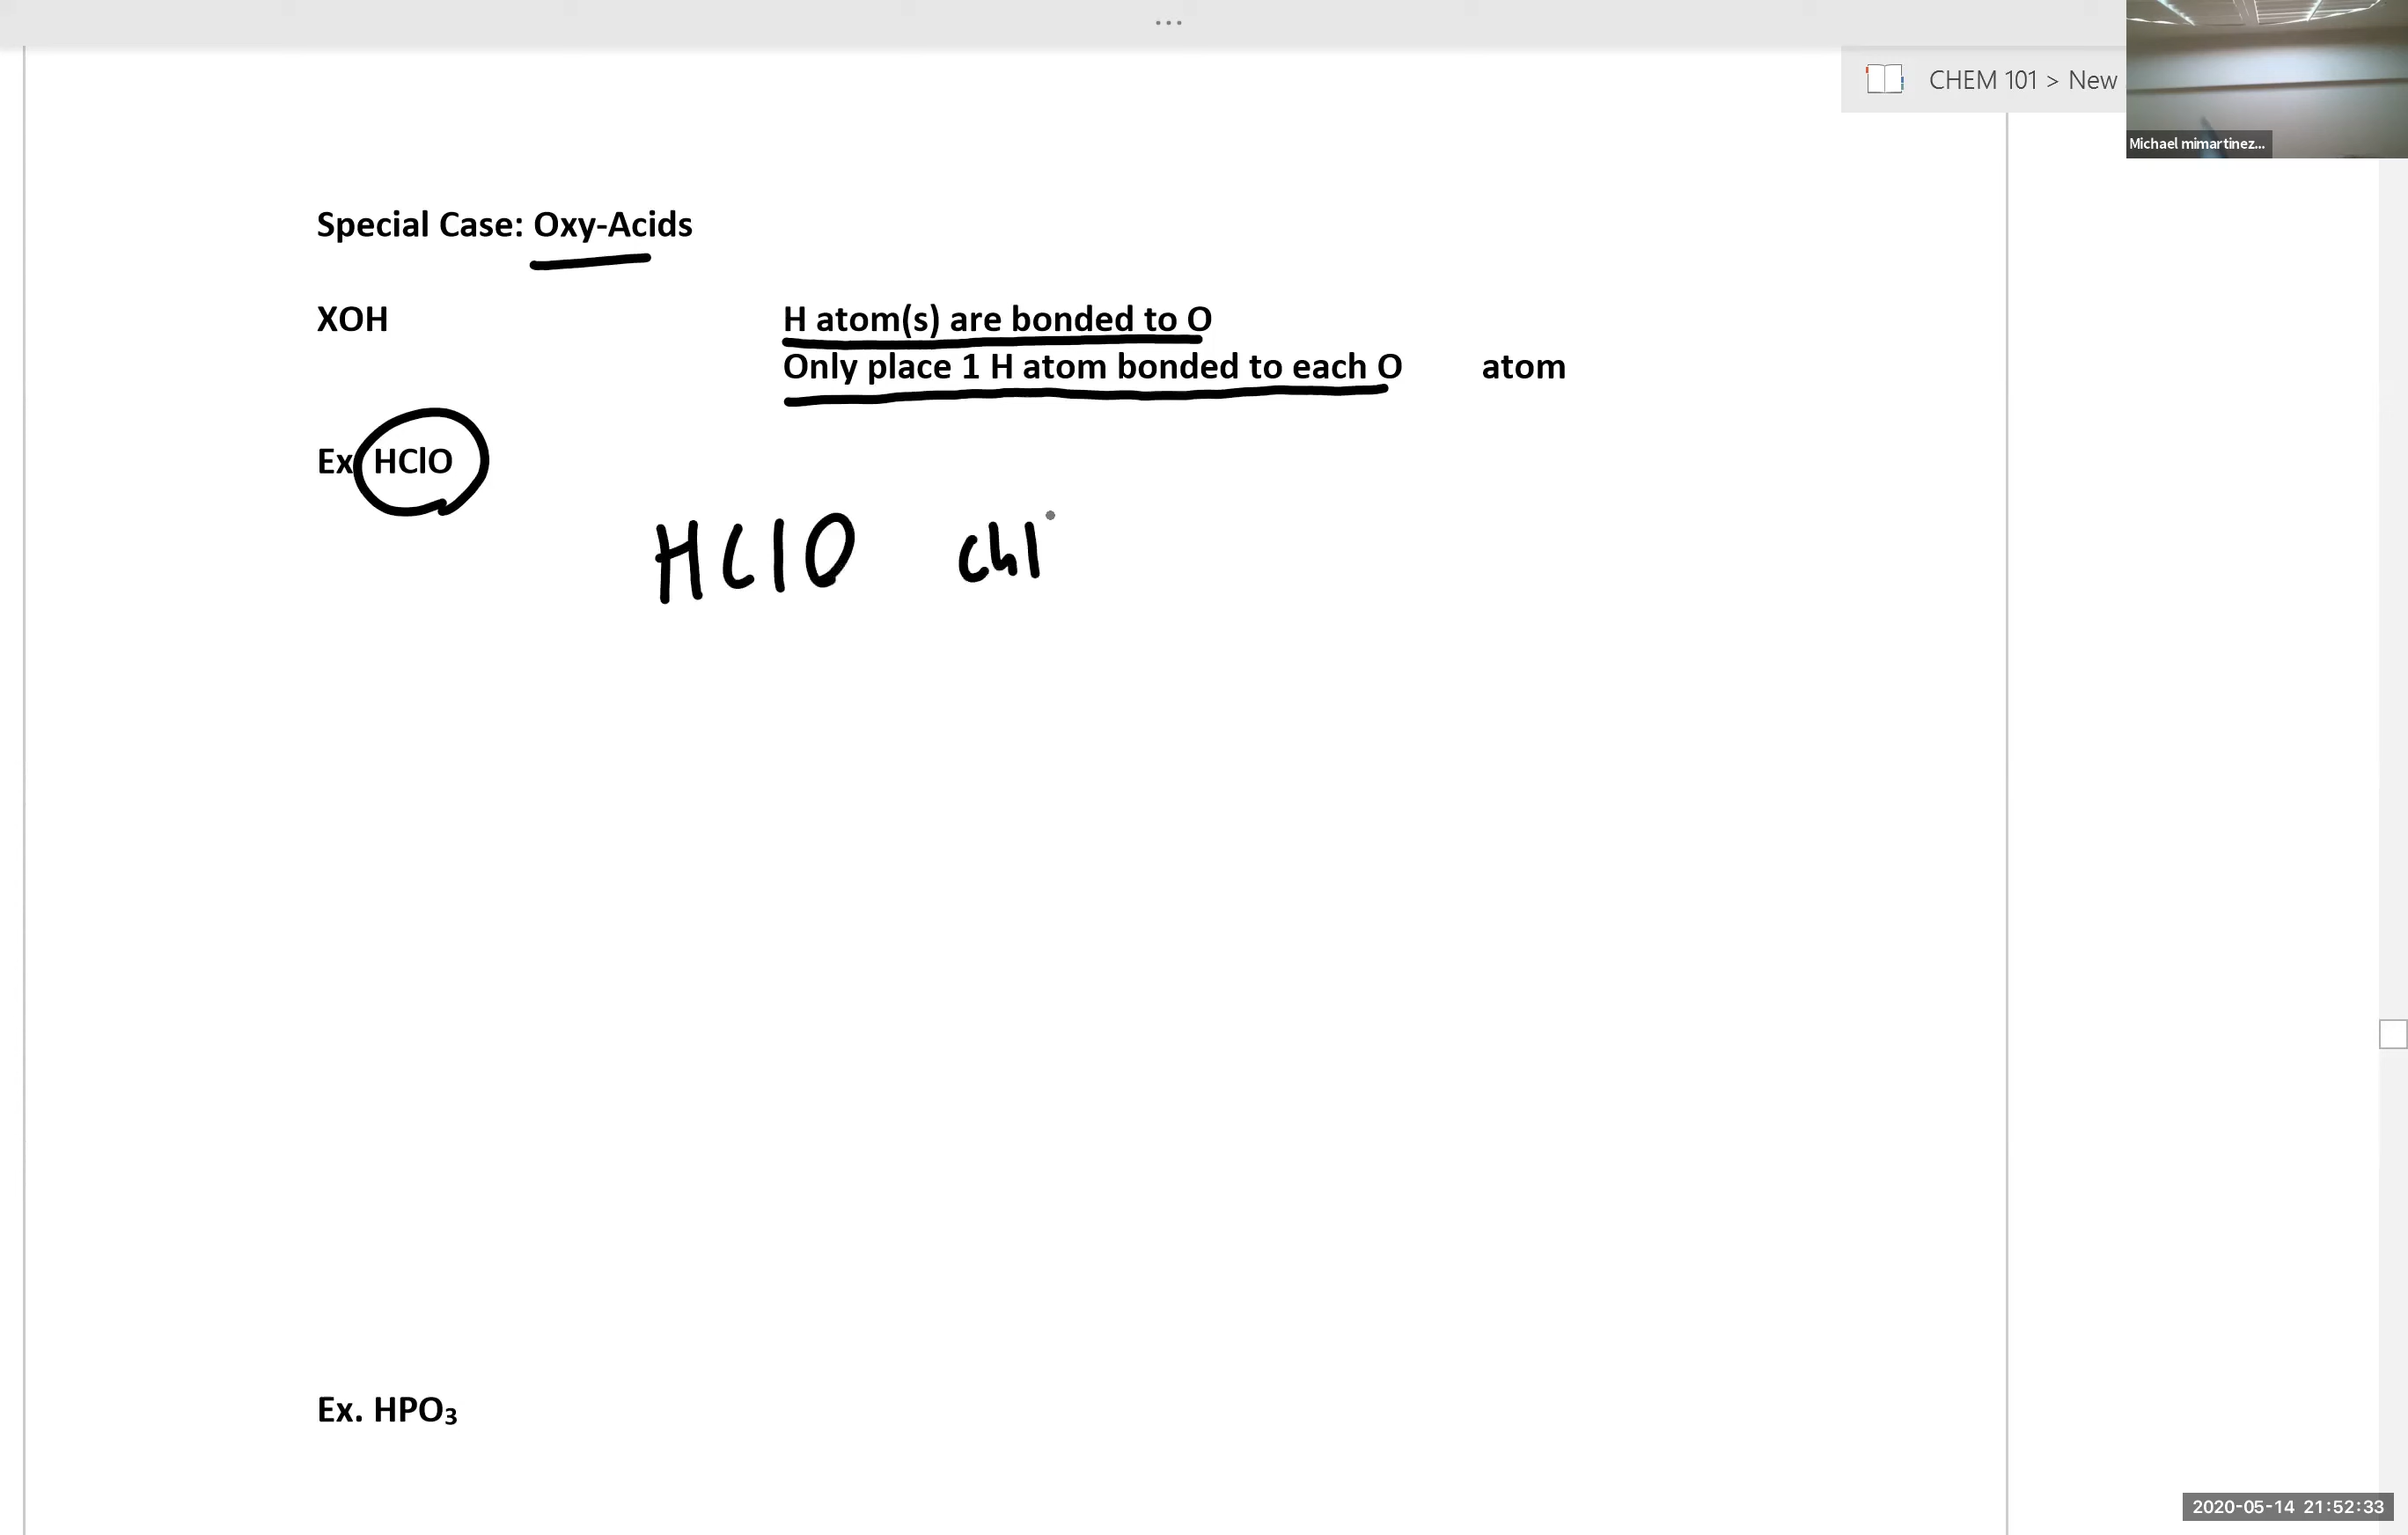 ...
CHEM 101 > New
Michael mimartinez...
Special Case: Oxy-Acids
XOH
H atom(s) are bonded to O
Only place 1 H atom bonded to each O atom
Ex HClO
HClO chl
Ex. HPO₃
2020-05-14 21:52:33